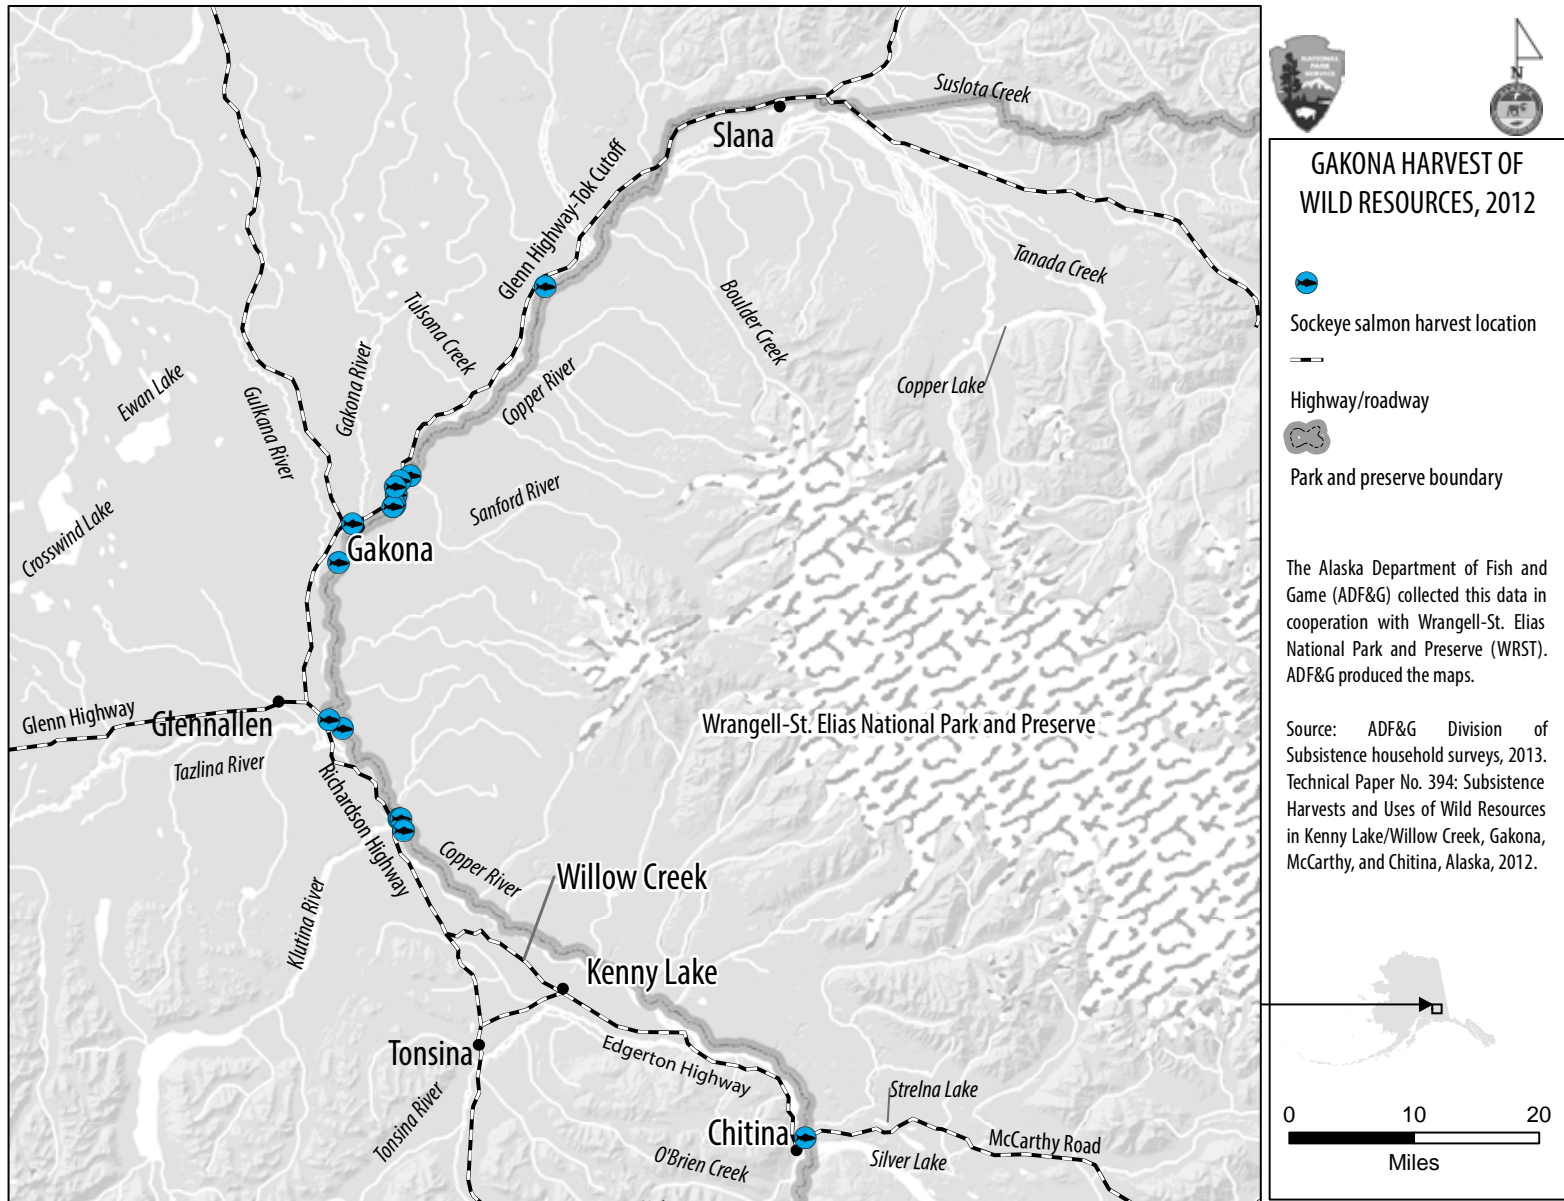 Suslota Creek
Slana
Glenn Highway-Tok Cutoff
Tanada Creek
Boulder Creek
Tulsona Creek
Copper River
Copper Lake
Gakona River
Gulkana River
Ewan Lake
Sanford River
Crosswind Lake
Gakona
Glenn Highway
Glennallen
Tazlina River
Wrangell-St. Elias National Park and Preserve
Richardson Highway
Copper River
Willow Creek
Klutina River
Kenny Lake
Tonsina
Edgerton Highway
Tonsina River
Strelna Lake
Chitina
McCarthy Road
O'Brien Creek
Silver Lake
NATIONAL
PARK
SERVICE
N
GAKONA HARVEST OF
WILD RESOURCES, 2012
Sockeye salmon harvest location
Highway/roadway
Park and preserve boundary
The Alaska Department of Fish and
Game (ADF&G) collected this data in
cooperation with Wrangell-St. Elias
National Park and Preserve (WRST).
ADF&G produced the maps.
Source: ADF&G Division of
Subsistence household surveys, 2013.
Technical Paper No. 394: Subsistence
Harvests and Uses of Wild Resources
in Kenny Lake/Willow Creek, Gakona,
McCarthy, and Chitina, Alaska, 2012.
0 10 20
Miles